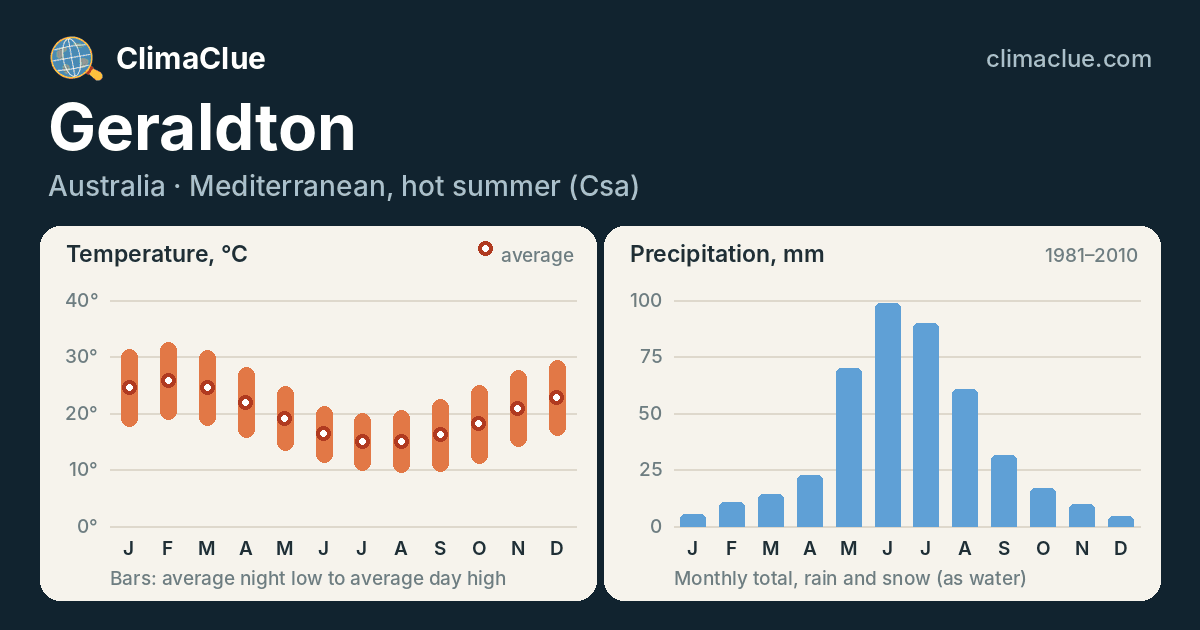 ClimaClue
climaclue.com
Geraldton
Australia · Mediterranean, hot summer (Csa)
Temperature, °C
average
40°
30°
20°
10°
0°
J F M A M J J A S O N D
Bars: average night low to average day high
Precipitation, mm
1981–2010
100
75
50
25
0
J F M A M J J A S O N D
Monthly total, rain and snow (as water)